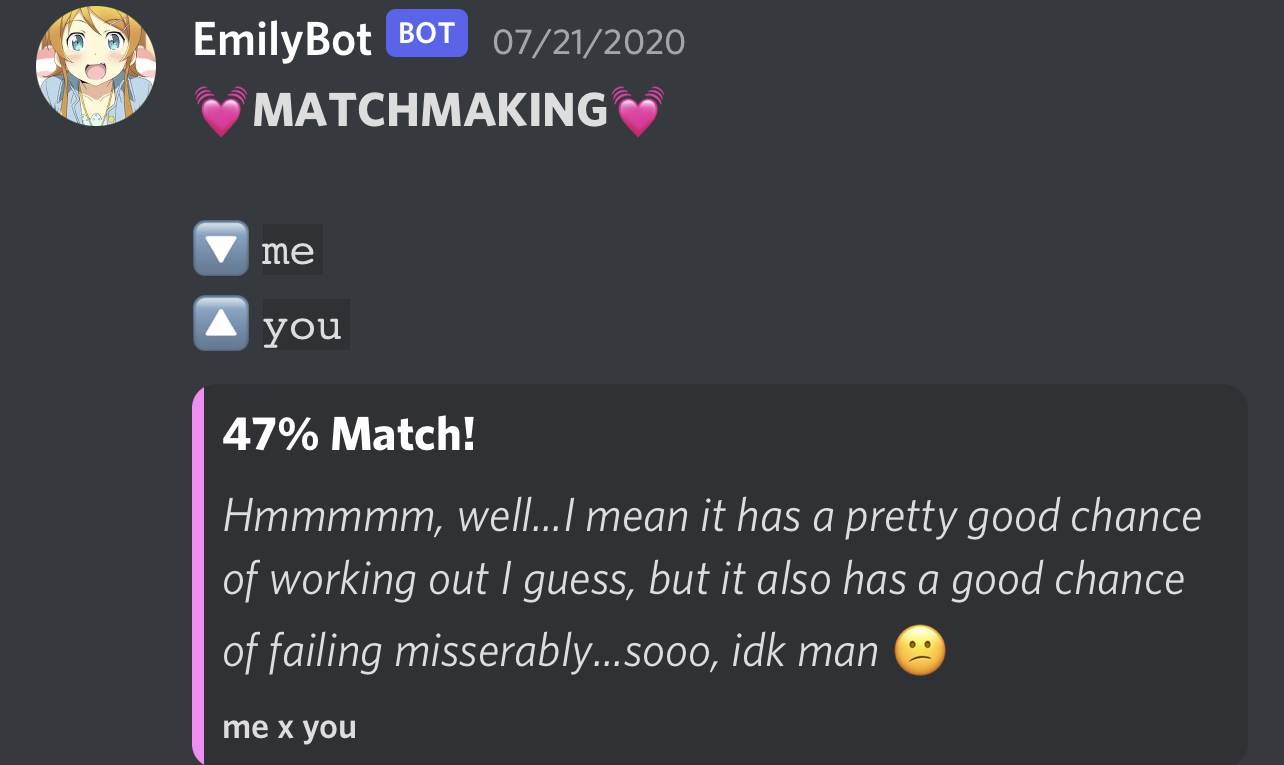 EmilyBot BOT 07/21/2020
💓MATCHMAKING💓
🔽 me
🔼 you
47% Match!
Hmmmmm, well...I mean it has a pretty good chance
of working out I guess, but it also has a good chance
of failing misserably...sooo, idk man 😕
me x you